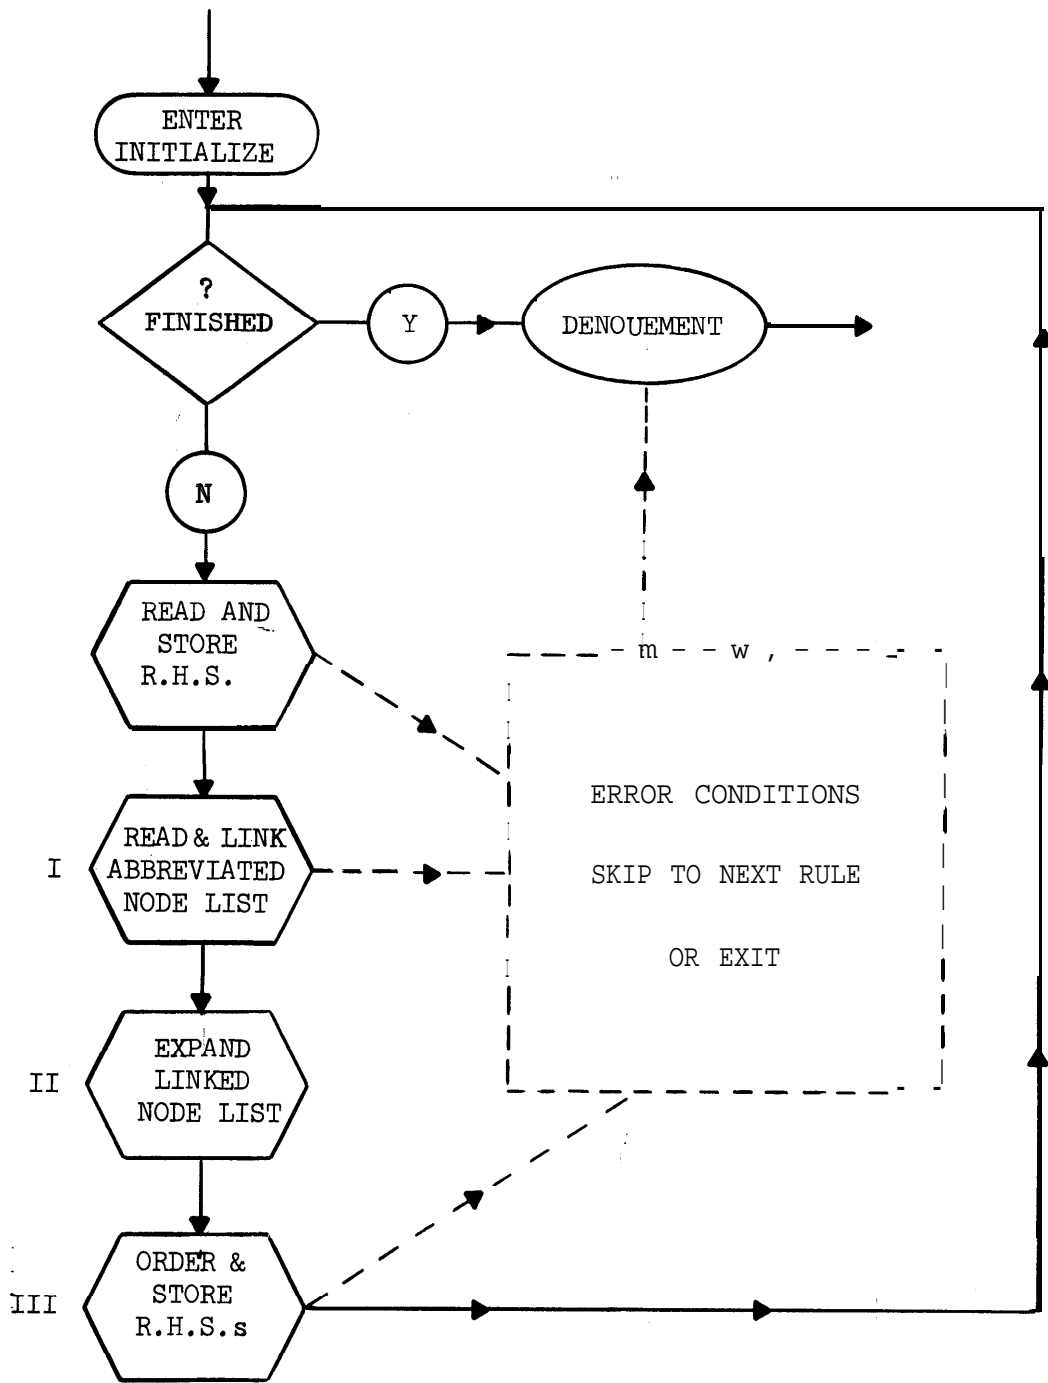 ENTER
INITIALIZE
?
FINISHED
Y
DENOUEMENT
N
READ AND
STORE
R.H.S.
I
READ & LINK
ABBREVIATED
NODE LIST
ERROR CONDITIONS
SKIP TO NEXT RULE
OR EXIT
II
EXPAND
LINKED
NODE LIST
III
ORDER &
STORE
R.H.S.s